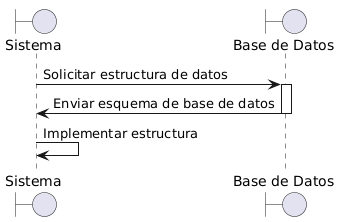 Sistema
Base de Datos
Solicitar estructura de datos
Enviar esquema de base de datos
Implementar estructura
Sistema
Base de Datos